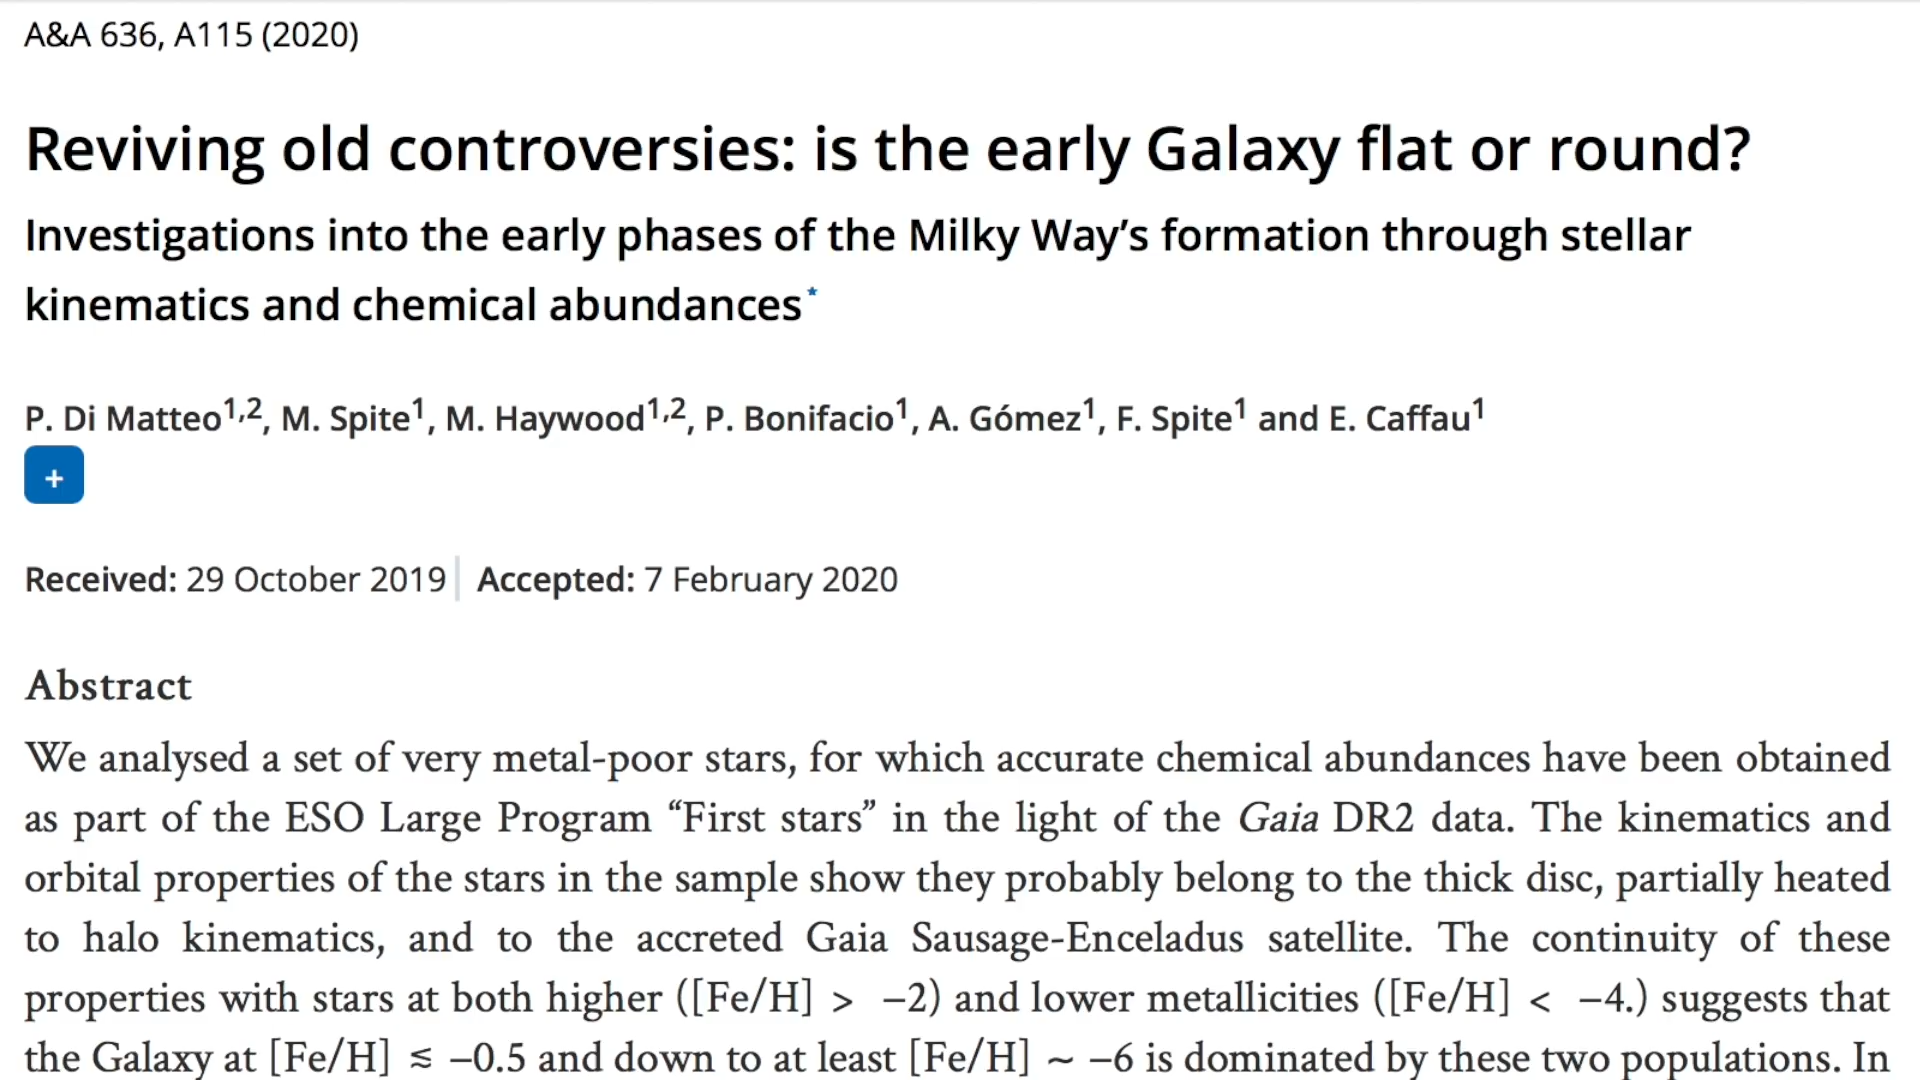 A&A 636, A115 (2020)
Reviving old controversies: is the early Galaxy flat or round?
Investigations into the early phases of the Milky Way’s formation through stellar
kinematics and chemical abundances*
P. Di Matteo1,2, M. Spite1, M. Haywood1,2, P. Bonifacio1, A. Gómez1, F. Spite1 and E. Caffau1
+
Received: 29 October 2019 | Accepted: 7 February 2020
Abstract
We analysed a set of very metal-poor stars, for which accurate chemical abundances have been obtained
as part of the ESO Large Program “First stars” in the light of the Gaia DR2 data. The kinematics and
orbital properties of the stars in the sample show they probably belong to the thick disc, partially heated
to halo kinematics, and to the accreted Gaia Sausage-Enceladus satellite. The continuity of these
properties with stars at both higher ([Fe/H] > −2) and lower metallicities ([Fe/H] < −4.) suggests that
the Galaxy at [Fe/H] ≲ −0.5 and down to at least [Fe/H] ∼ −6 is dominated by these two populations. In